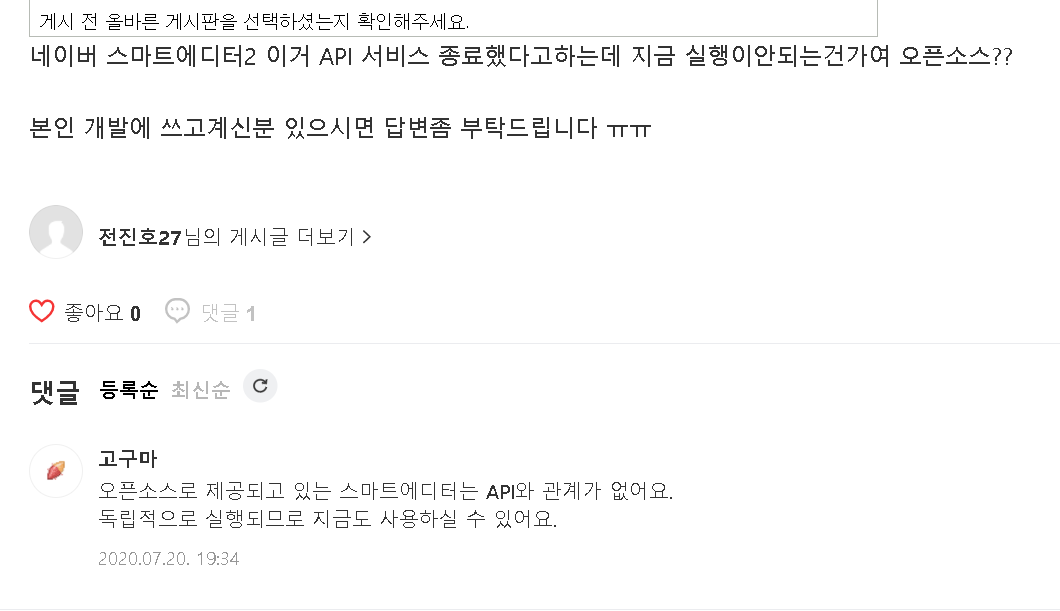 게시 전 올바른 게시판을 선택하셨는지 확인해주세요.
네이버 스마트에디터2 이거 API 서비스 종료했다고하는데 지금 실행이안되는건가여 오픈소스??
본인 개발에 쓰고계신분 있으시면 답변좀 부탁드립니다 ㅠㅠ
전진호27님의 게시글 더보기 >
좋아요 0 댓글 1
댓글 등록순 최신순
고구마
오픈소스로 제공되고 있는 스마트에디터는 API와 관계가 없어요.
독립적으로 실행되므로 지금도 사용하실 수 있어요.
2020.07.20. 19:34